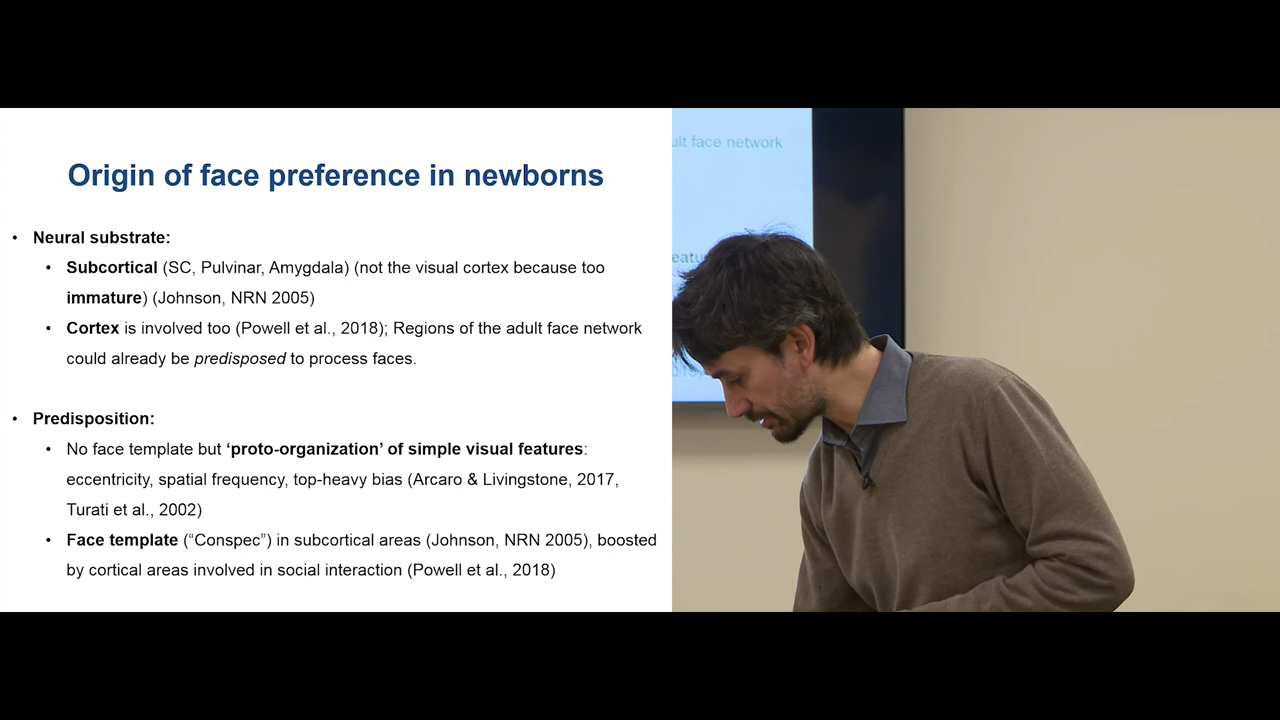 Origin of face preference in newborns
• Neural substrate:
• Subcortical (SC, Pulvinar, Amygdala) (not the visual cortex because too
immature) (Johnson, NRN 2005)
• Cortex is involved too (Powell et al., 2018); Regions of the adult face network
could already be predisposed to process faces.
• Predisposition:
• No face template but ‘proto-organization’ of simple visual features:
eccentricity, spatial frequency, top-heavy bias (Arcaro & Livingstone, 2017,
Turati et al., 2002)
• Face template (“Conspec”) in subcortical areas (Johnson, NRN 2005), boosted
by cortical areas involved in social interaction (Powell et al., 2018)
face network